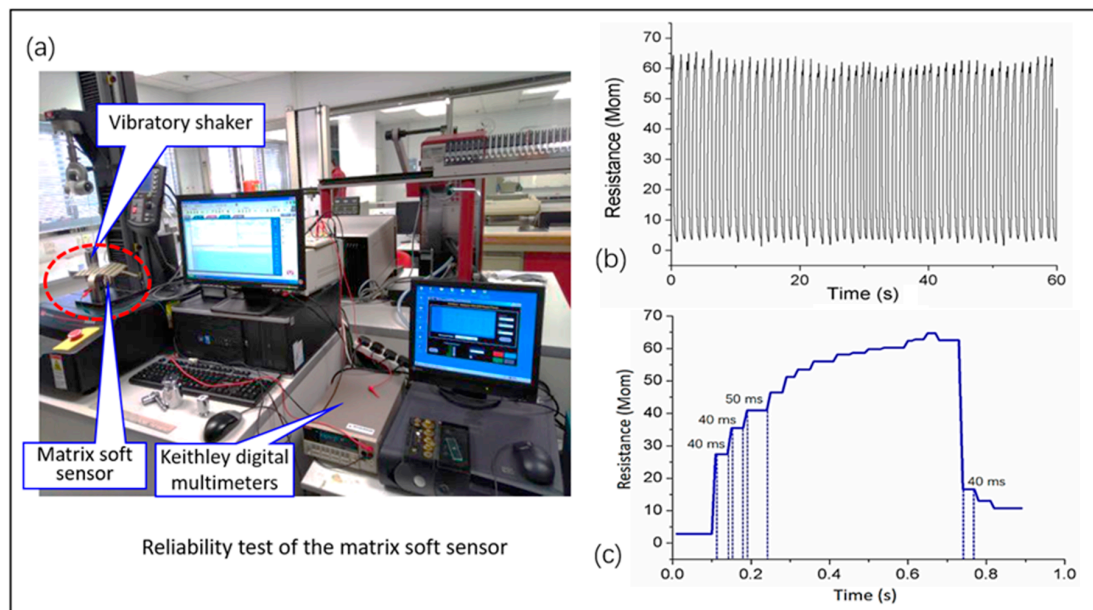 (a)
Vibratory shaker
Matrix soft
sensor
Keithley digital
multimeters
Reliability test of the matrix soft sensor
Resistance (Mom)
70
60
50
40
30
20
10
0
0
20
40
60
Time (s)
(b)
Resistance (Mom)
70
60
50
40
30
20
10
0
50 ms
40 ms
40 ms
40 ms
0.0
0.2
0.4
0.6
0.8
1.0
Time (s)
(c)